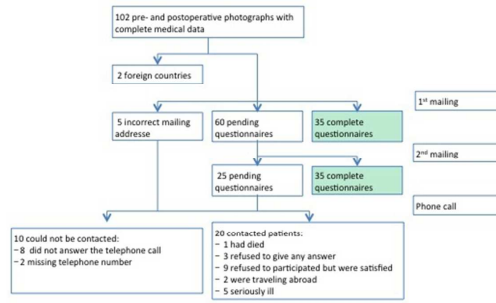 102 pre- and postoperative photographs with
complete medical data
2 foreign countries
1st mailing
5 incorrect mailing
addresse
60 pending
questionnaires
35 complete
questionnaires
2nd mailing
25 pending
questionnaires
35 complete
questionnaires
Phone call
10 could not be contacted:
– 8 did not answer the telephone call
– 2 missing telephone number
20 contacted patients:
– 1 had died
– 3 refused to give any answer
– 9 refused to participated but were satisfied
– 2 were traveling abroad
– 5 seriously ill